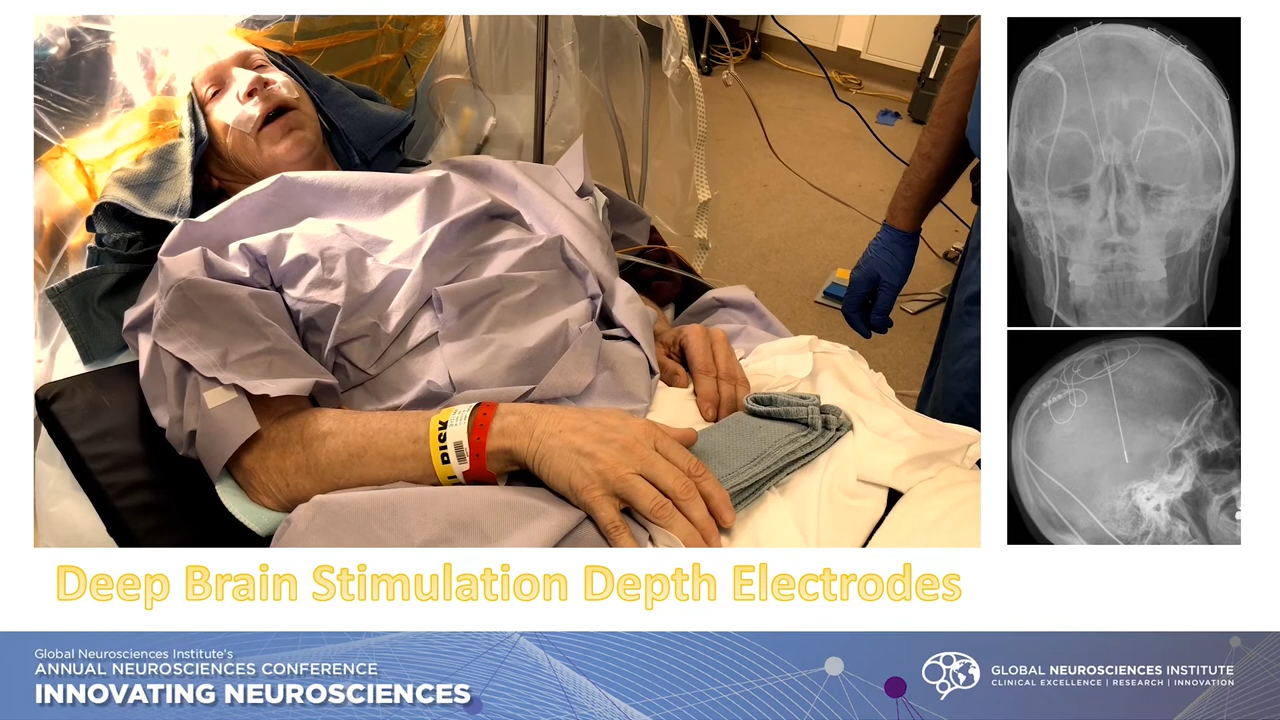 RISK
Deep Brain Stimulation Depth Electrodes
Global Neurosciences Institute's
ANNUAL NEUROSCIENCES CONFERENCE
INNOVATING NEUROSCIENCES
GLOBAL NEUROSCIENCES INSTITUTE
CLINICAL EXCELLENCE | RESEARCH | INNOVATION